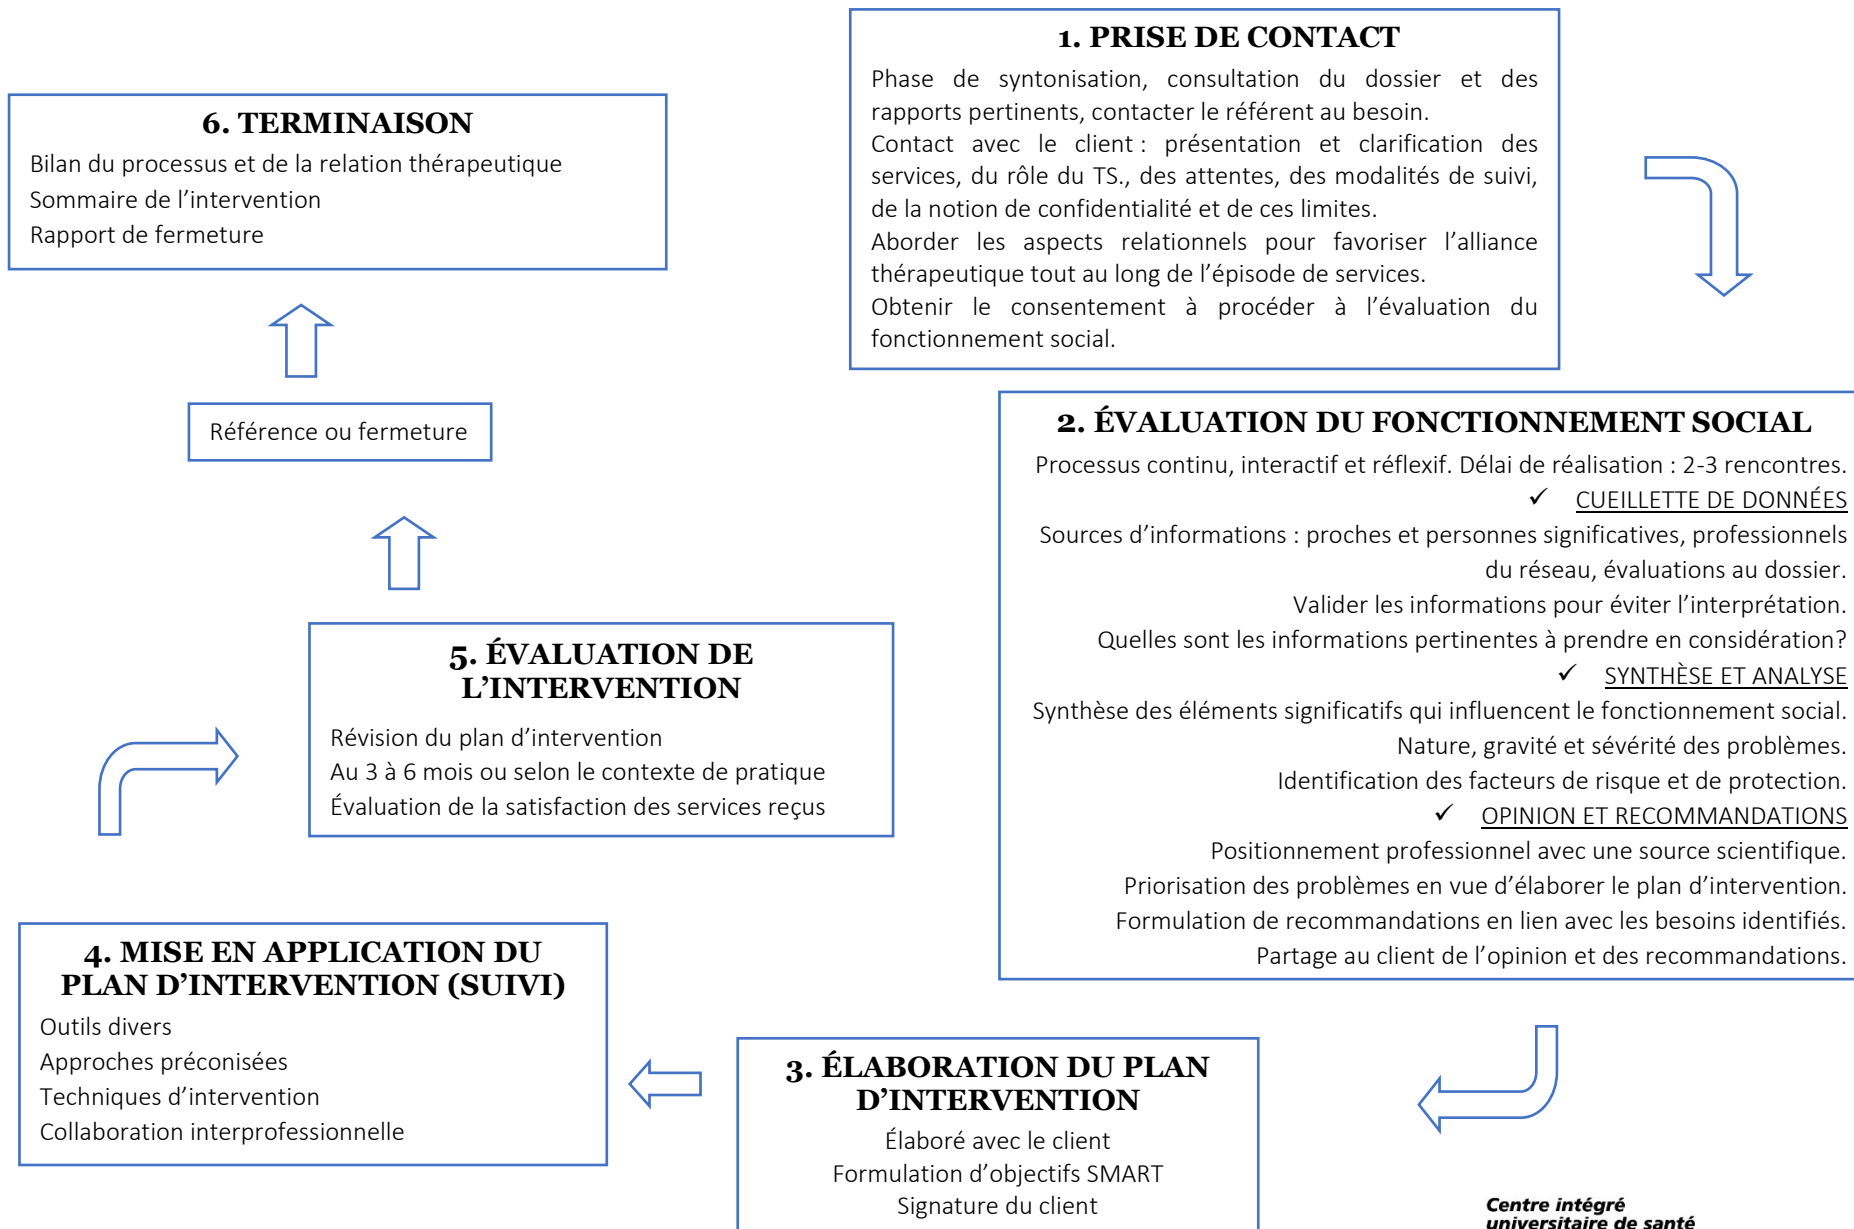 1. PRISE DE CONTACT
Phase de syntonisation, consultation du dossier et des
rapports pertinents, contacter le référent au besoin.
Contact avec le client : présentation et clarification des
services, du rôle du TS., des attentes, des modalités de suivi,
de la notion de confidentialité et de ces limites.
Aborder les aspects relationnels pour favoriser l’alliance
thérapeutique tout au long de l’épisode de services.
Obtenir le consentement à procéder à l’évaluation du
fonctionnement social.
2. ÉVALUATION DU FONCTIONNEMENT SOCIAL
Processus continu, interactif et réflexif. Délai de réalisation : 2-3 rencontres.
✓ CUEILLETTE DE DONNÉES
Sources d’informations : proches et personnes significatives, professionnels
du réseau, évaluations au dossier.
Valider les informations pour éviter l’interprétation.
Quelles sont les informations pertinentes à prendre en considération?
✓ SYNTHÈSE ET ANALYSE
Synthèse des éléments significatifs qui influencent le fonctionnement social.
Nature, gravité et sévérité des problèmes.
Identification des facteurs de risque et de protection.
✓ OPINION ET RECOMMANDATIONS
Positionnement professionnel avec une source scientifique.
Priorisation des problèmes en vue d’élaborer le plan d’intervention.
Formulation de recommandations en lien avec les besoins identifiés.
Partage au client de l’opinion et des recommandations.
3. ÉLABORATION DU PLAN
D’INTERVENTION
Élaboré avec le client
Formulation d’objectifs SMART
Signature du client
4. MISE EN APPLICATION DU
PLAN D’INTERVENTION (SUIVI)
Outils divers
Approches préconisées
Techniques d’intervention
Collaboration interprofessionnelle
5. ÉVALUATION DE
L’INTERVENTION
Révision du plan d’intervention
Au 3 à 6 mois ou selon le contexte de pratique
Évaluation de la satisfaction des services reçus
Référence ou fermeture
6. TERMINAISON
Bilan du processus et de la relation thérapeutique
Sommaire de l’intervention
Rapport de fermeture
Centre intégré
universitaire de santé